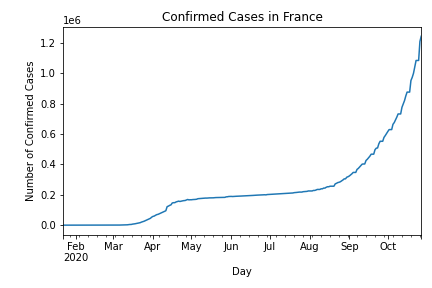 Confirmed Cases in France
1e6
1.2
1.0
0.8
0.6
0.4
0.2
0.0
Number of Confirmed Cases
Feb Mar Apr May Jun Jul Aug Sep Oct
2020
Day